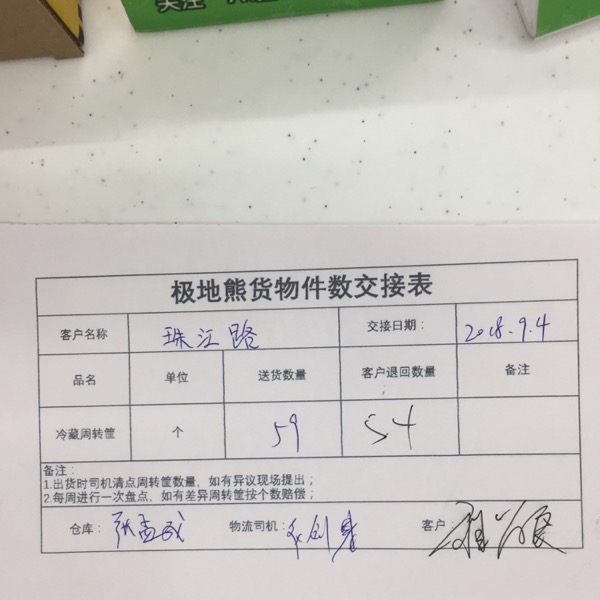 关注
极地熊货物件数交接表
客户名称 珠江路 交接日期： 2018.9.4
品名 单位 送货数量 客户退回数量 备注
冷藏周转筐 个 59 54
备注：
1.出货时司机清点周转筐数量，如有异议现场提出；
2.每周进行一次盘点，如有差异周转筐按个数赔偿；
仓库： 张孟成 物流司机： 客户：